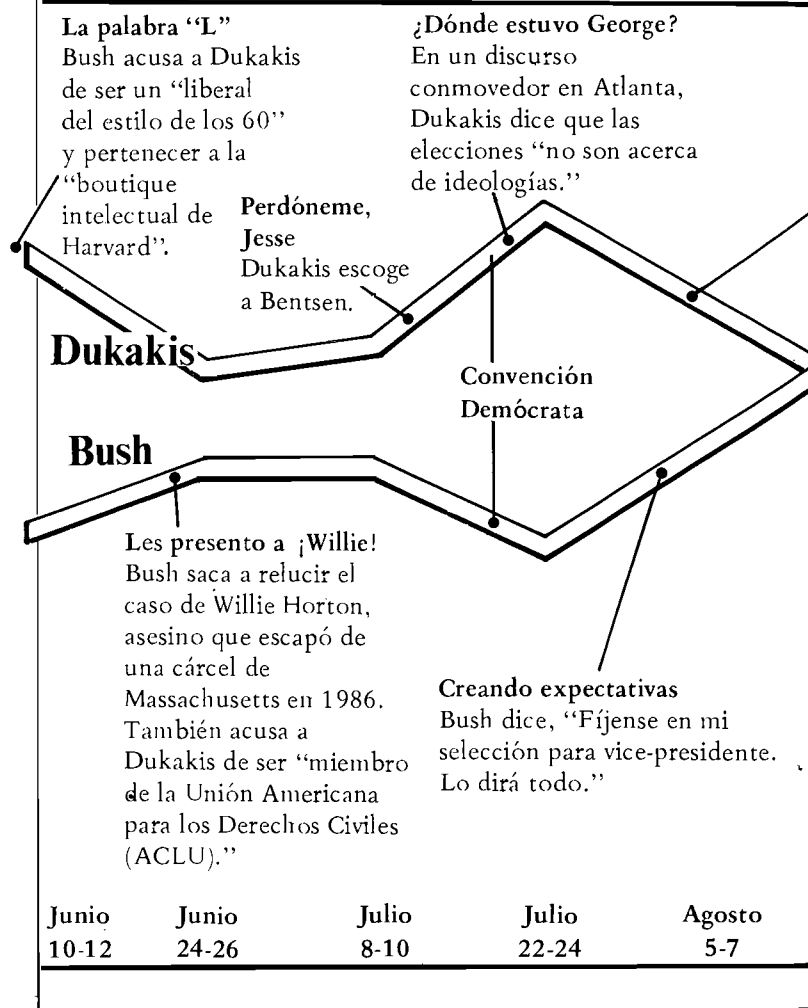 La palabra “L”
Bush acusa a Dukakis
de ser un “liberal
del estilo de los 60”
y pertenecer a la
“boutique
intelectual de
Harvard”.
Perdóneme,
Jesse
Dukakis escoge
a Bentsen.
¿Dónde estuvo George?
En un discurso
conmovedor en Atlanta,
Dukakis dice que las
elecciones “no son acerca
de ideologías.”
Dukakis
Convención
Demócrata
Bush
Les presento a ¡Willie!
Bush saca a relucir el
caso de Willie Horton,
asesino que escapó de
una cárcel de
Massachusetts en 1986.
También acusa a
Dukakis de ser “miembro
de la Unión Americana
para los Derechos Civiles
(ACLU).”
Creando expectativas
Bush dice, “Fíjense en mi
selección para vice-presidente.
Lo dirá todo.”
Junio Junio Julio Julio Agosto
10-12 24-26 8-10 22-24 5-7